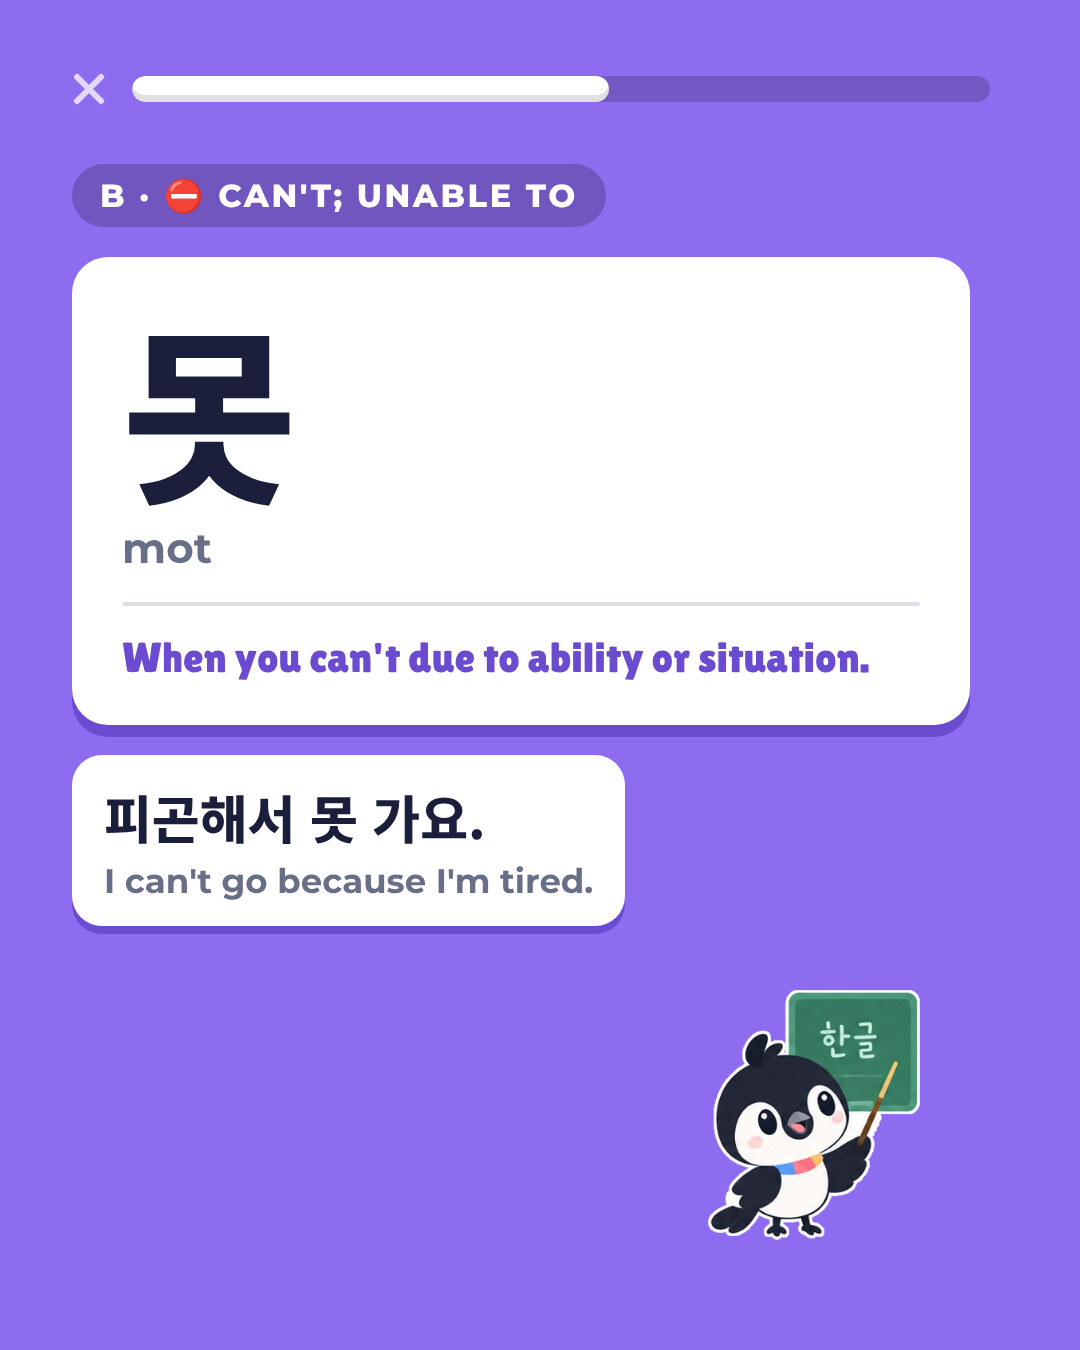 B · ⛔ CAN'T; UNABLE TO
못
mot
When you can't due to ability or situation.
피곤해서 못 가요.
I can't go because I'm tired.
한글